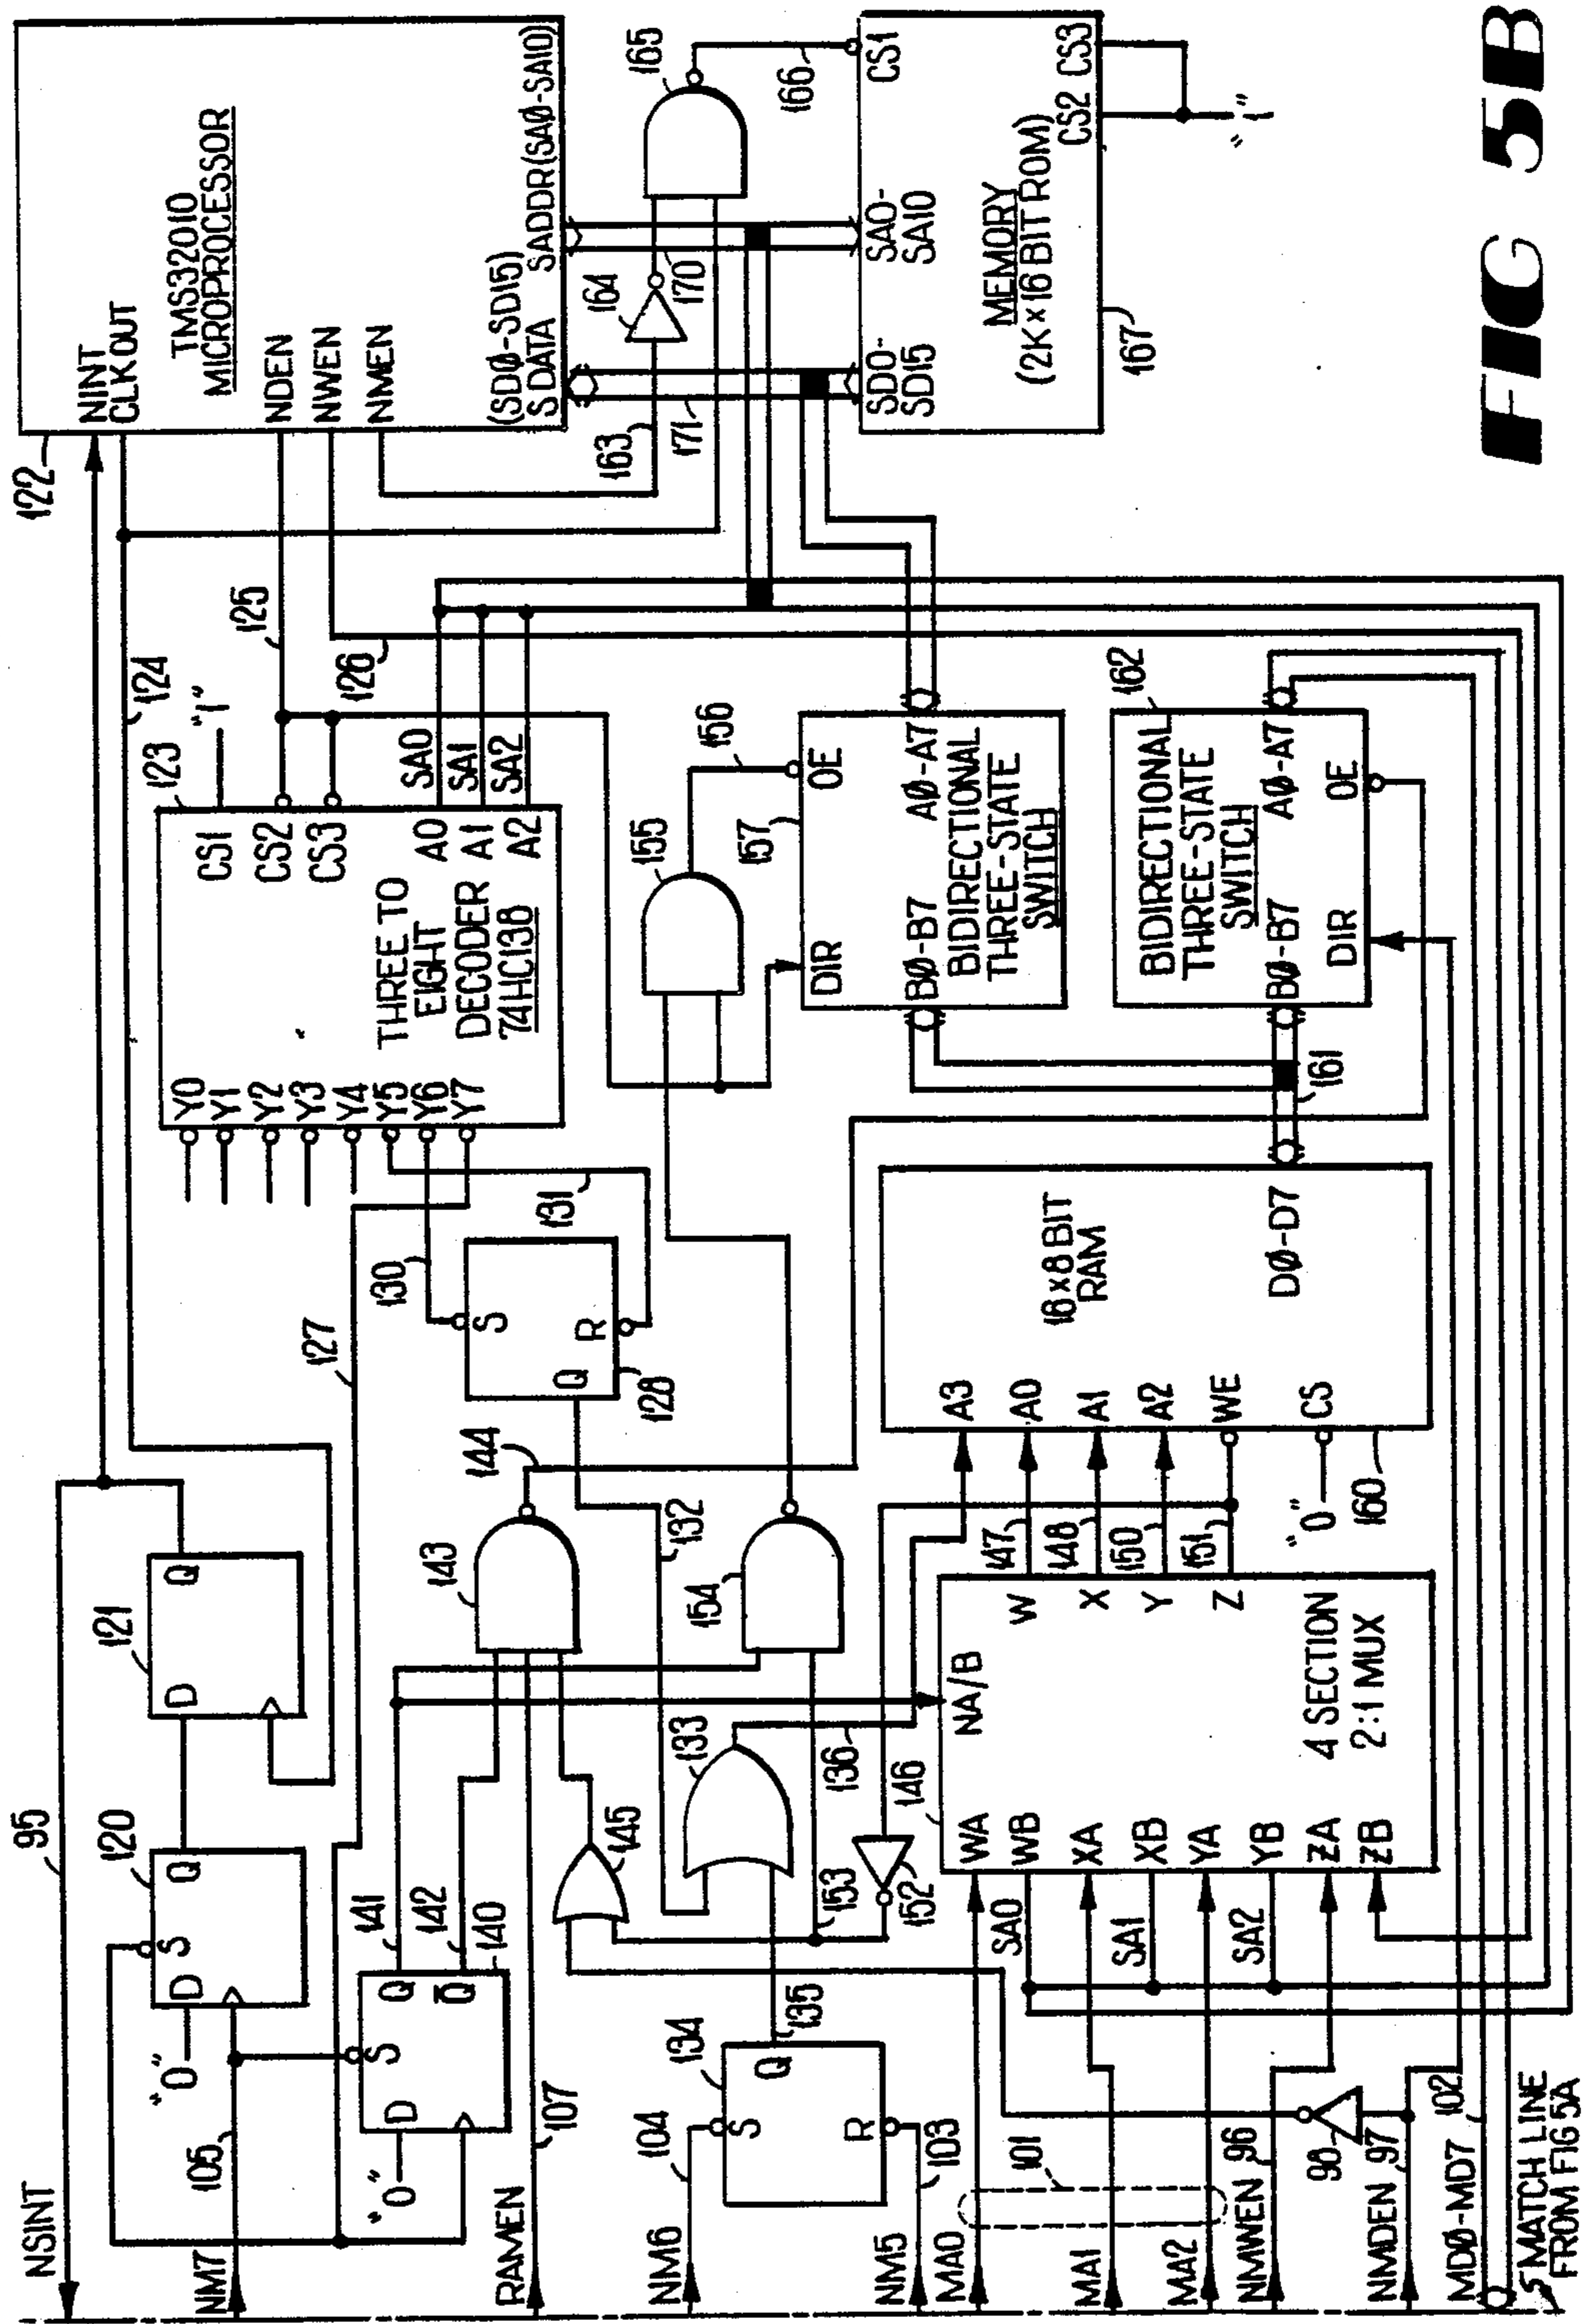 FIG 5B
NSINT
95
NM7
105
"0"
D
S
Q
120
D
Q
121
124
122
NINT
CLKOUT
TMS32010
MICROPROCESSOR
NDEN
NWEN
NMEN
(SDØ-SD15)
S DATA
SADDR(SAØ-SA10)
125
126
"1"
123
CS1
CS2
CS3
THREE TO
EIGHT
DECODER
74HC138
A0
A1
A2
SA0
SA1
SA2
Y0
Y1
Y2
Y3
Y4
Y5
Y6
Y7
127
130
131
S
R
Q
128
"0"
D
S
Q
Q̅
141
142
140
RAMEN
107
143
144
145
132
133
136
154
155
156
157
OE
DIR
AØ-A7
BØ-B7
BIDIRECTIONAL
THREE-STATE
SWITCH
163
164
165
166
170
171
CS1
CS2
CS3
"1"
MEMORY
(2K×16 BIT ROM)
SA0-
SA10
SD0-
SD15
167
NM6
104
S
R
Q
134
135
NM5
103
153
152
146
NA/B
WA
WB
XA
XB
YA
YB
ZA
ZB
W
X
Y
Z
4 SECTION
2:1 MUX
SA0
SA1
SA2
147
148
150
151
"0"
160
A3
A0
A1
A2
WE
CS
16×8 BIT
RAM
DØ-D7
161
162
BIDIRECTIONAL
THREE-STATE
SWITCH
BØ-B7
AØ-A7
DIR
OE
MA0
MA1
101
MA2
NMWEN
96
98
NMDEN
97
MDØ-MD7
102
MATCH LINE
FROM FIG 5A